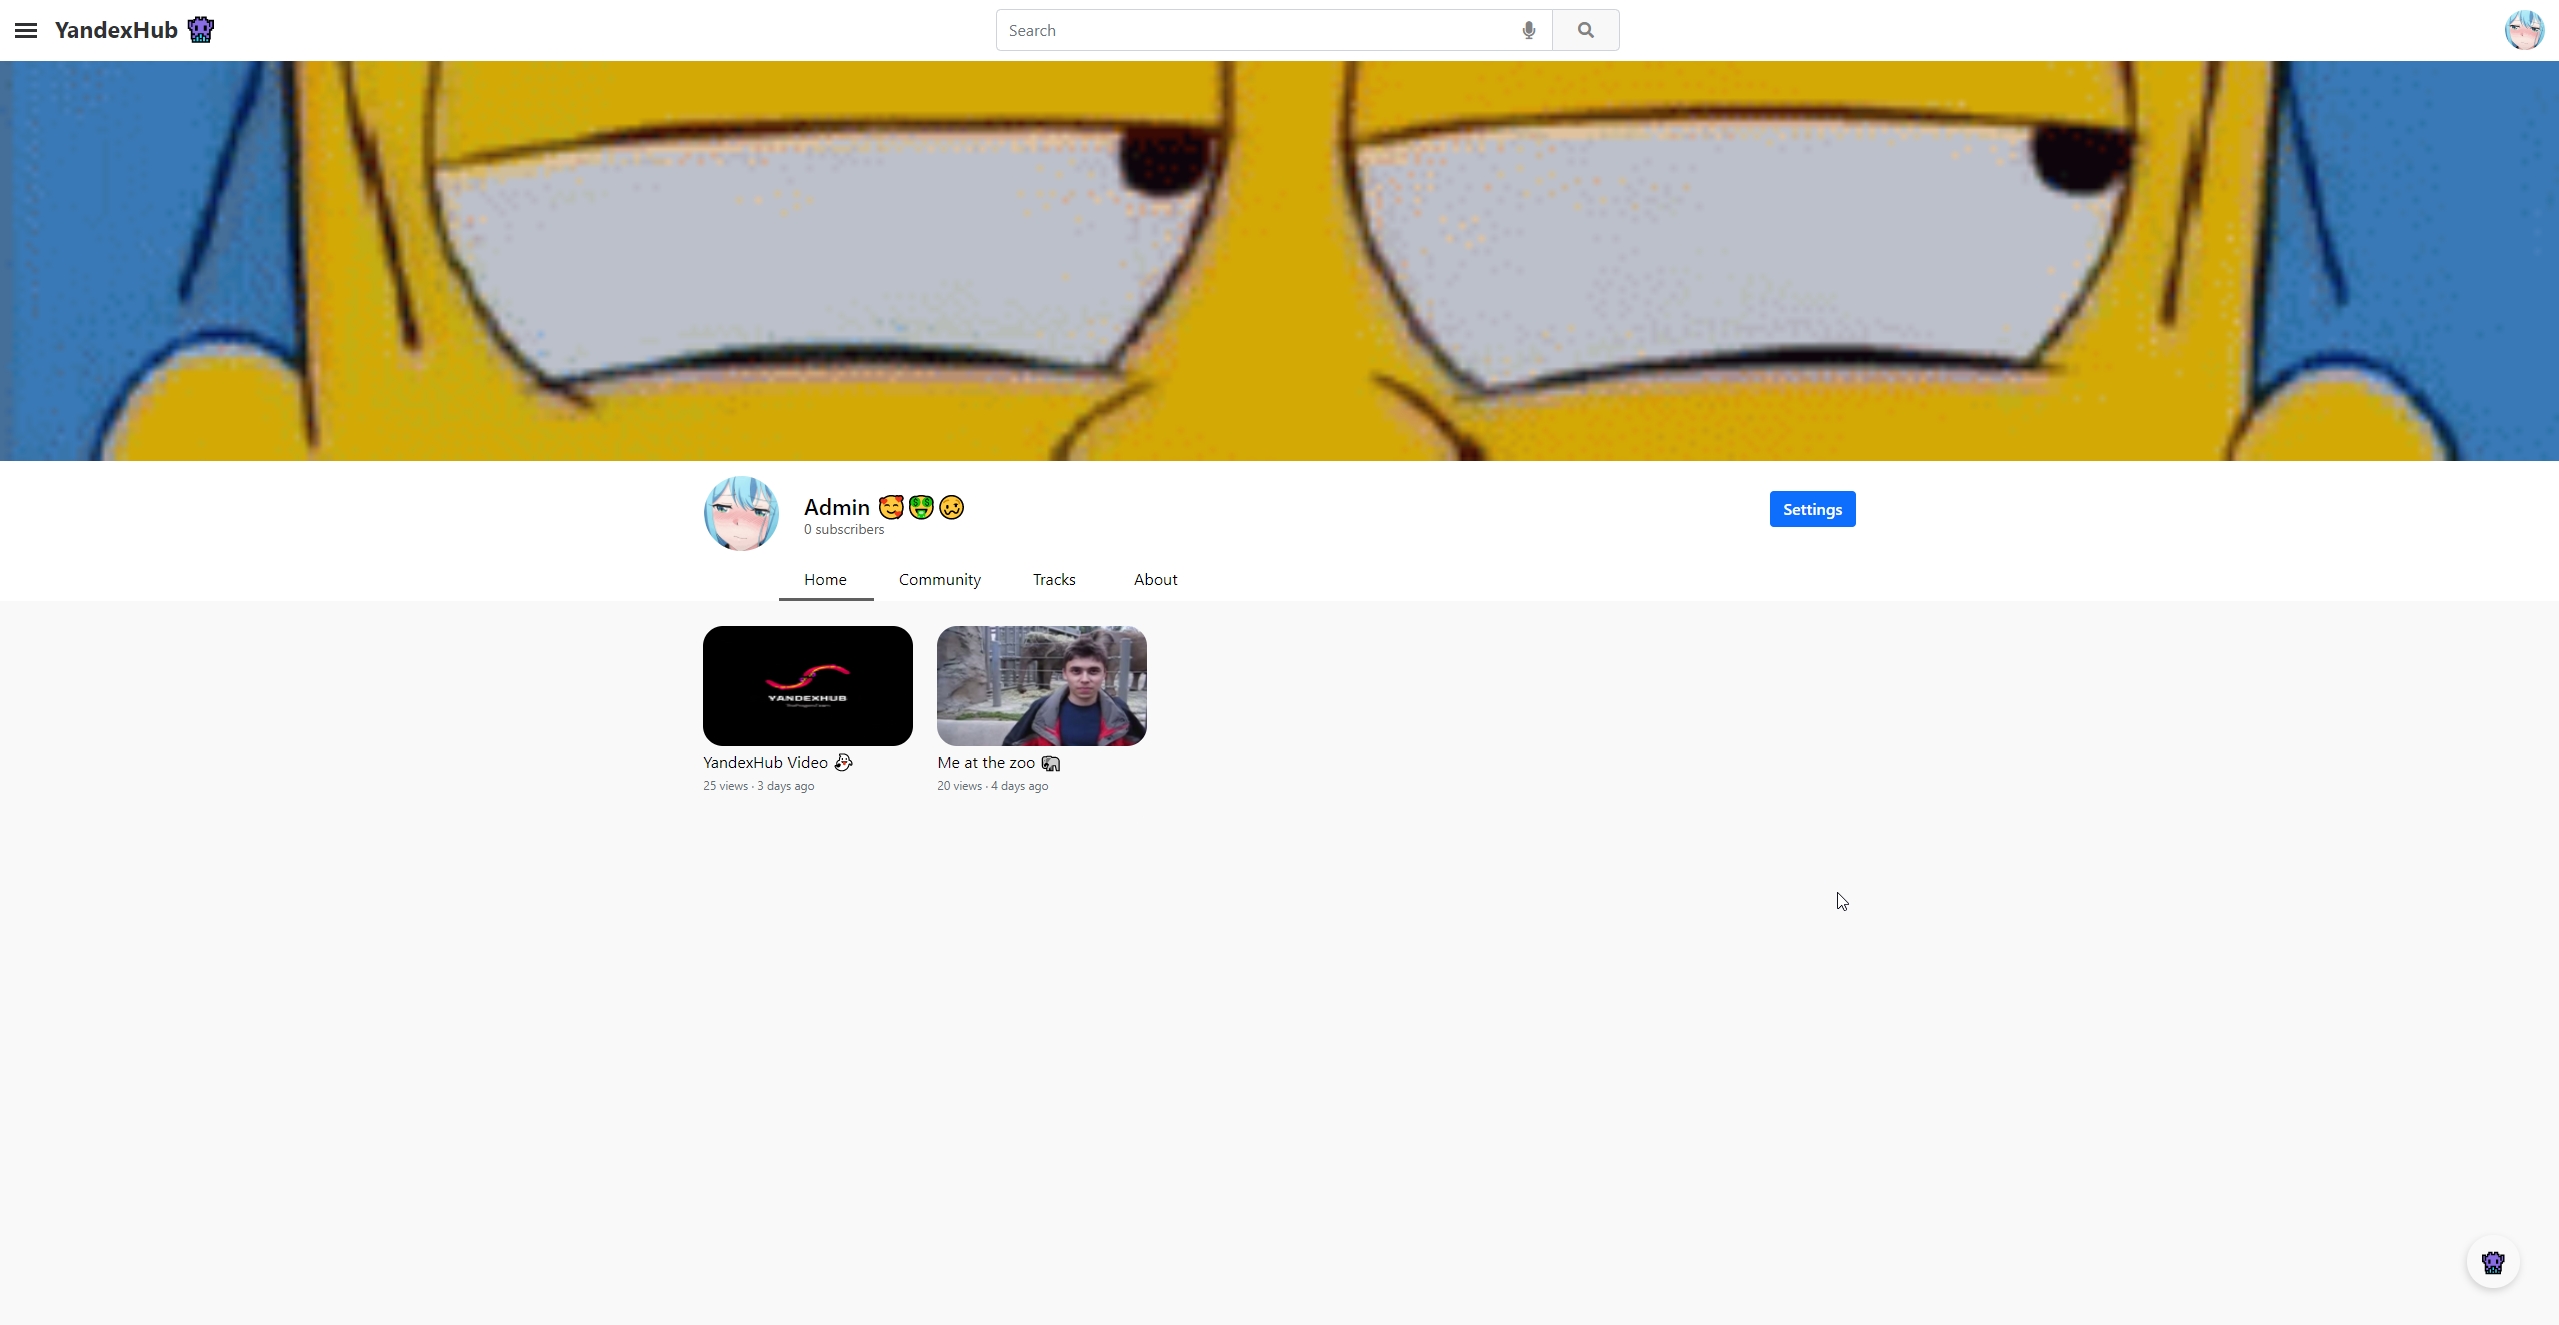 YandexHub
Search
Admin 🥰🤑🥴
0 subscribers
Settings
Home
Community
Tracks
About
YANDEXHUB
YandexHub Video 👻
25 views · 3 days ago
Me at the zoo 🐘
20 views · 4 days ago